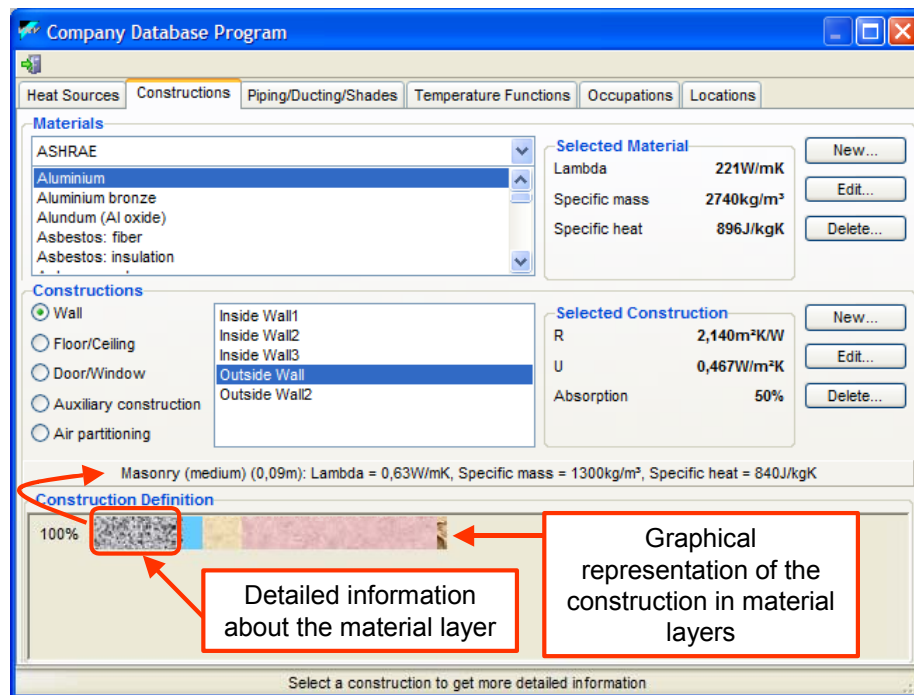 Company Database Program
Heat Sources Constructions Piping/Ducting/Shades Temperature Functions Occupations Locations
Materials
ASHRAE
Aluminium
Aluminium bronze
Alundum (Al oxide)
Asbestos: fiber
Asbestos: insulation
Selected Material
Lambda 221W/mK
Specific mass 2740kg/m³
Specific heat 896J/kgK
New...
Edit...
Delete...
Constructions
Wall
Floor/Ceiling
Door/Window
Auxiliary construction
Air partitioning
Inside Wall1
Inside Wall2
Inside Wall3
Outside Wall
Outside Wall2
Selected Construction
R 2,140m²K/W
U 0,467W/m²K
Absorption 50%
New...
Edit...
Delete...
Masonry (medium) (0,09m): Lambda = 0,63W/mK, Specific mass = 1300kg/m³, Specific heat = 840J/kgK
Construction Definition
100%
Detailed information
about the material layer
Graphical
representation of the
construction in material
layers
Select a construction to get more detailed information